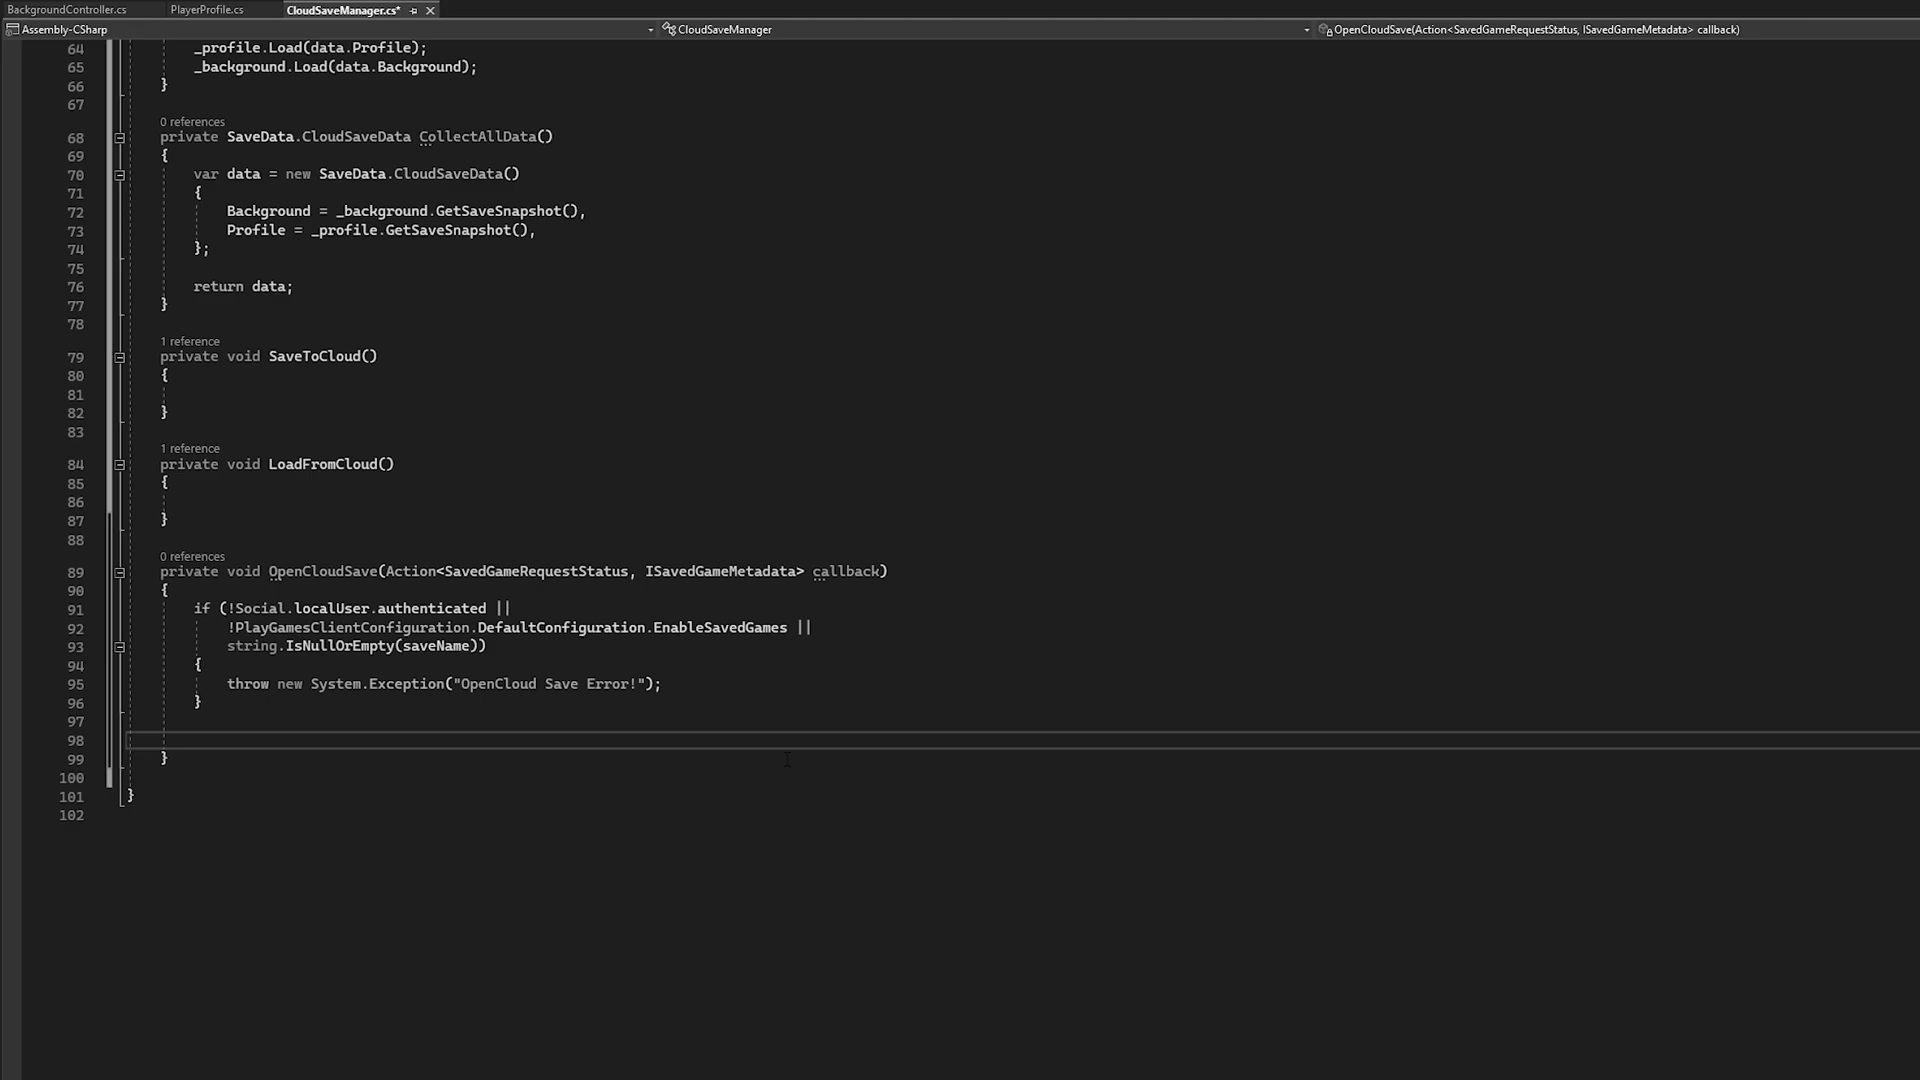 BackgroundController.cs PlayerProfile.cs CloudSaveManager.cs*
Assembly-CSharp CloudSaveManager OpenCloudSave(Action<SavedGameRequestStatus, ISavedGameMetadata> callback)
64 _profile.Load(data.Profile);
65 _background.Load(data.Background);
66 }
67
0 references
68 private SaveData.CloudSaveData CollectAllData()
69 {
70 var data = new SaveData.CloudSaveData()
71 {
72 Background = _background.GetSaveSnapshot(),
73 Profile = _profile.GetSaveSnapshot(),
74 };
75
76 return data;
77 }
78
1 reference
79 private void SaveToCloud()
80 {
81
82 }
83
1 reference
84 private void LoadFromCloud()
85 {
86
87 }
88
0 references
89 private void OpenCloudSave(Action<SavedGameRequestStatus, ISavedGameMetadata> callback)
90 {
91 if (!Social.localUser.authenticated ||
92 !PlayGamesClientConfiguration.DefaultConfiguration.EnableSavedGames ||
93 string.IsNullOrEmpty(saveName))
94 {
95 throw new System.Exception("OpenCloud Save Error!");
96 }
97
98
99 }
100
101 }
102